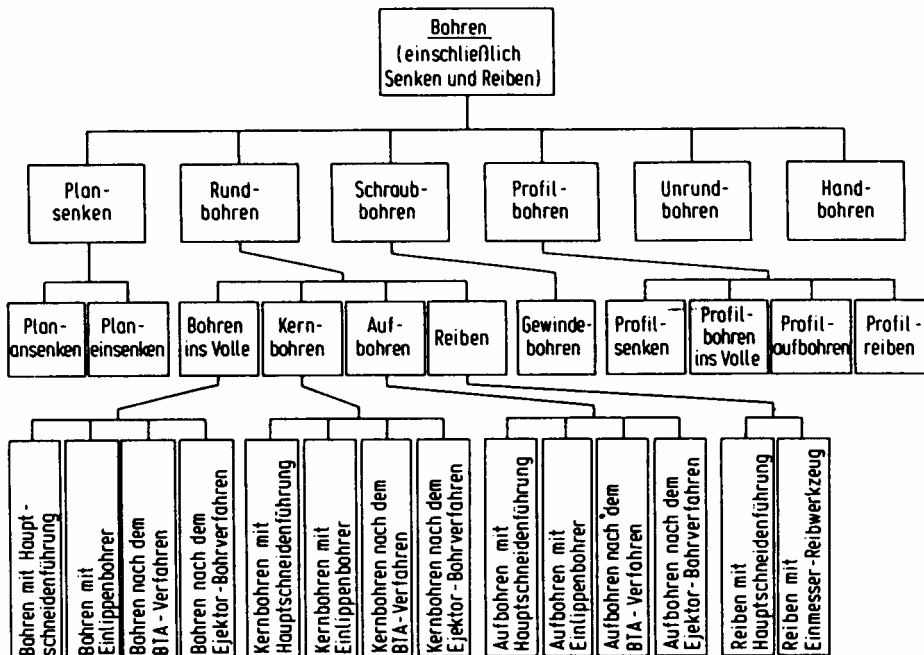 Bohren
(einschließlich
Senken und Reiben)
Plan-
senken
Rund-
bohren
Schraub-
bohren
Profil-
bohren
Unrund-
bohren
Hand-
bohren
Plan-
ansenken
Plan-
einsenken
Bohren
ins Volle
Kern-
bohren
Auf-
bohren
Reiben
Gewinde-
bohren
Profil-
senken
Profil-
bohren
ins Volle
Profil-
aufbohren
Profil-
reiben
Bohren mit Haupt-
schneidenführung
Bohren mit
Einlippenbohrer
Bohren nach dem
BTA-Verfahren
Bohren nach dem
Ejektor-Bohrverfahren
Kernbohren mit
Hauptschneidenführung
Kernbohren mit
Einlippenbohrer
Kernbohren nach dem
BTA-Verfahren
Kernbohren nach dem
Ejektor-Bohrverfahren
Aufbohren mit
Hauptschneidenführung
Aufbohren mit
Einlippenbohrer
Aufbohren nach dem
BTA-Verfahren
Aufbohren nach dem
Ejektor-Bohrverfahren
Reiben mit
Hauptschneidenführung
Reiben mit
Einmesser-Reibwerkzeug